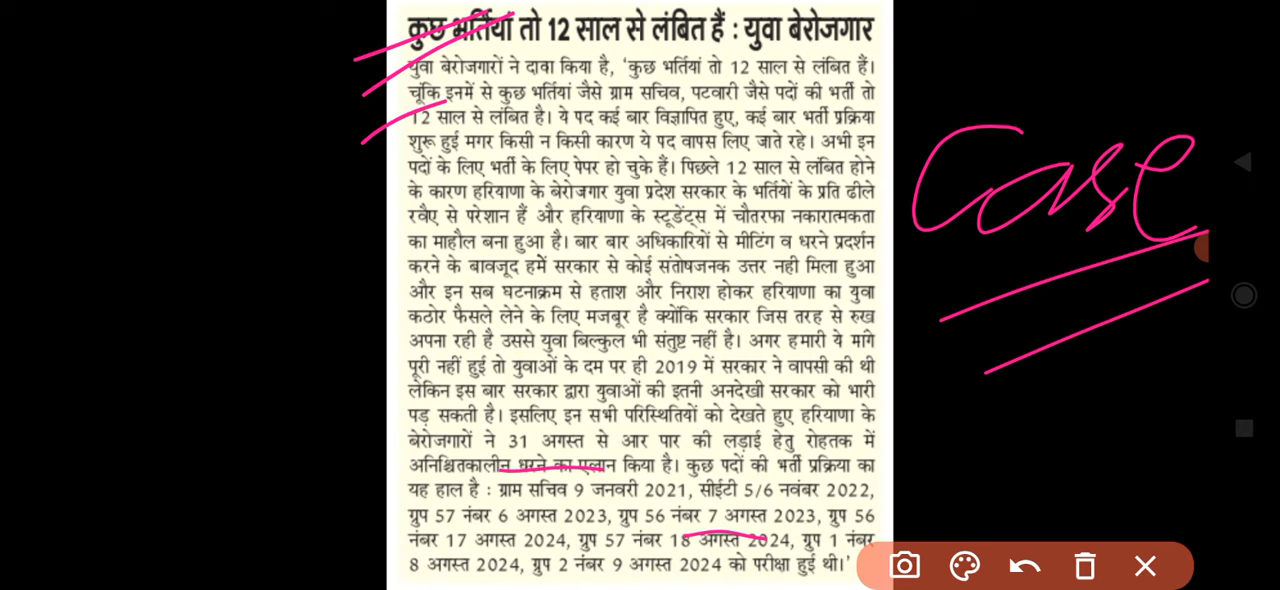 कुछ भर्तियां तो 12 साल से लंबित हैं : युवा बेरोजगार
युवा बेरोजगारों ने दावा किया है, 'कुछ भर्तियां तो 12 साल से लंबित हैं।
चूंकि इनमें से कुछ भर्तियां जैसे ग्राम सचिव, पटवारी जैसे पदों की भर्ती तो
12 साल से लंबित है। ये पद कई बार विज्ञापित हुए, कई बार भर्ती प्रक्रिया
शुरू हुई मगर किसी न किसी कारण ये पद वापस लिए जाते रहे। अभी इन
पदों के लिए भर्ती के लिए पेपर हो चुके हैं। पिछले 12 साल से लंबित होने
के कारण हरियाणा के बेरोजगार युवा प्रदेश सरकार के भर्तियों के प्रति ढीले
रवैए से परेशान हैं और हरियाणा के स्टूडेंट्स में चौतरफा नकारात्मकता
का माहौल बना हुआ है। बार बार अधिकारियों से मीटिंग व धरने प्रदर्शन
करने के बावजूद हमें सरकार से कोई संतोषजनक उत्तर नही मिला हुआ
और इन सब घटनाक्रम से हताश और निराश होकर हरियाणा का युवा
कठोर फैसले लेने के लिए मजबूर है क्योंकि सरकार जिस तरह से रुख
अपना रही है उससे युवा बिल्कुल भी संतुष्ट नहीं है। अगर हमारी ये मांगे
पूरी नहीं हुई तो युवाओं के दम पर ही 2019 में सरकार ने वापसी की थी
लेकिन इस बार सरकार द्वारा युवाओं की इतनी अनदेखी सरकार को भारी
पड़ सकती है। इसलिए इन सभी परिस्थितियों को देखते हुए हरियाणा के
बेरोजगारों ने 31 अगस्त से आर पार की लड़ाई हेतु रोहतक में
अनिश्चितकालीन धरने का एलान किया है। कुछ पदों की भर्ती प्रक्रिया का
यह हाल है : ग्राम सचिव 9 जनवरी 2021, सीईटी 5/6 नवंबर 2022,
ग्रुप 57 नंबर 6 अगस्त 2023, ग्रुप 56 नंबर 7 अगस्त 2023, ग्रुप 56
नंबर 17 अगस्त 2024, ग्रुप 57 नंबर 18 अगस्त 2024, ग्रुप 1 नंबर
8 अगस्त 2024, ग्रुप 2 नंबर 9 अगस्त 2024 को परीक्षा हुई थी।'
Case